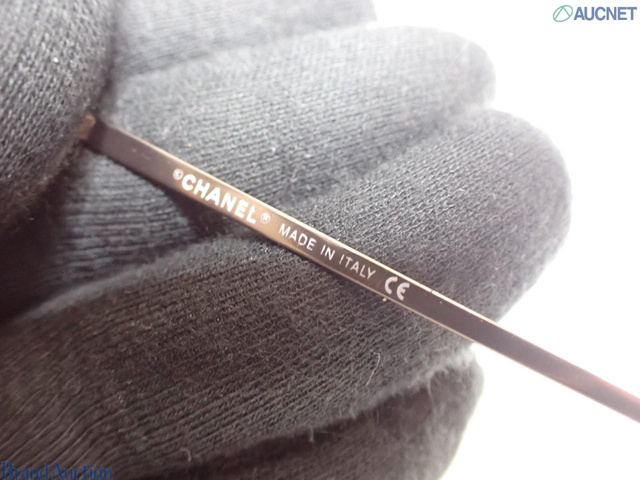 AUCNET
©CHANEL® MADE IN ITALY CE
Brand Auction